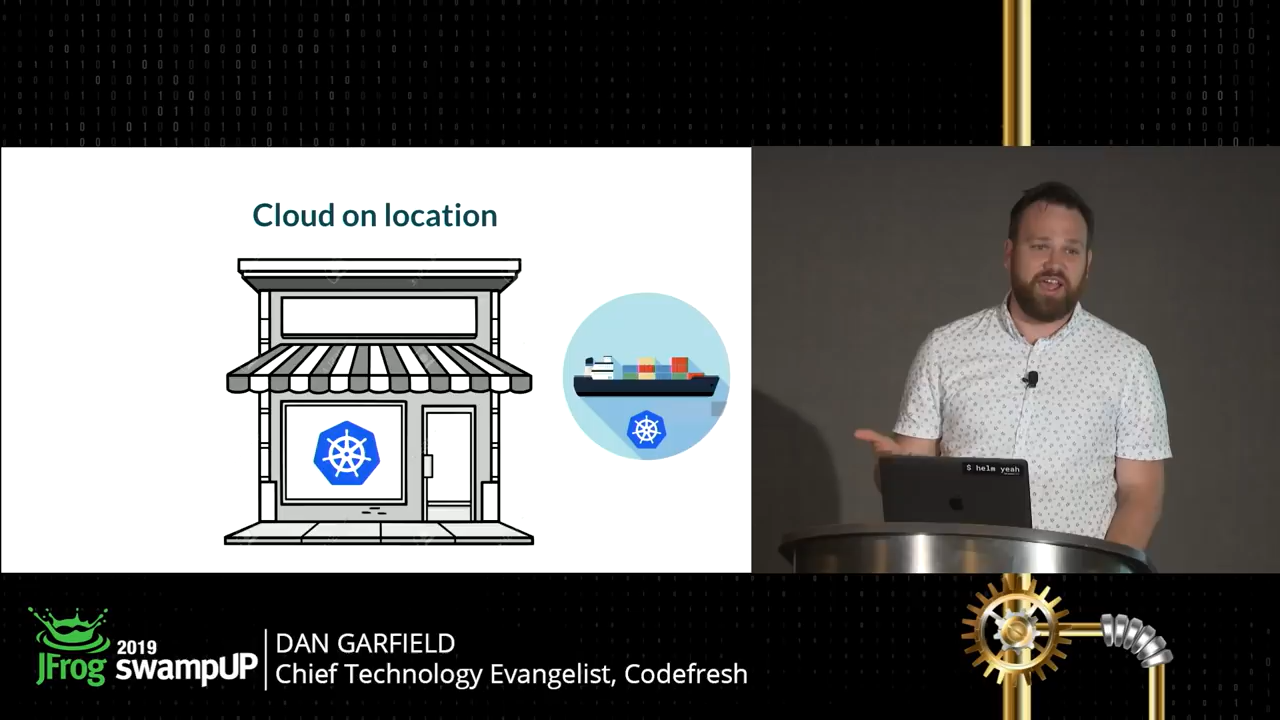 Cloud on location
$ helm yeah
2019
JFrog swampUP
DAN GARFIELD
Chief Technology Evangelist, Codefresh